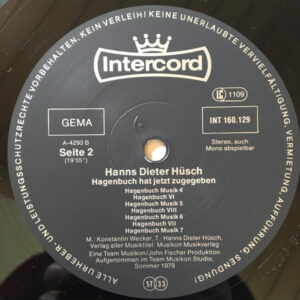 ALLE URHEBER- UND LEISTUNGSSCHUTZRECHTE VORBEHALTEN. KEIN VERLEIH! KEINE UNERLAUBTE VERVIELFÄLTIGUNG, VERMIETUNG, AUFFÜHRUNG, SENDUNG!
Intercord
GEMA
LC 1109
INT 160.129
A-4293 B
Seite 2
(19'55")
Stereo, auch
Mono abspielbar
Hanns Dieter Hüsch
Hagenbuch hat jetzt zugegeben
Hagenbuch Musik 4
Hagenbuch VI
Hagenbuch Musik 5
Hagenbuch VIII
Hagenbuch Musik 6
Hagenbuch VII
Hagenbuch Musik 7
M.: Konstantin Wecker, T.: Hanns Dieter Hüsch,
Verlag aller Musiktitel: Musikon Musikverlag
Eine Team Musikon/John Fischer Produktion
Aufgenommen im Team Musikon Studio,
Sommer 1979
ST 33